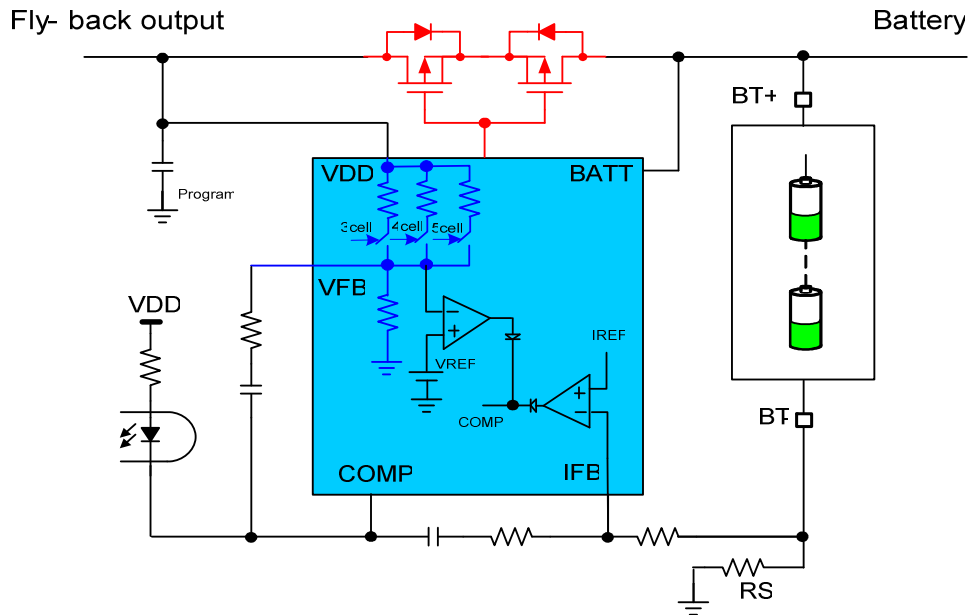 Fly- back output
Battery
BT+
VDD
BATT
Program
3cell
4cell
5cell
VFB
VDD
IREF
VREF
COMP
BT-
COMP
IFB
RS